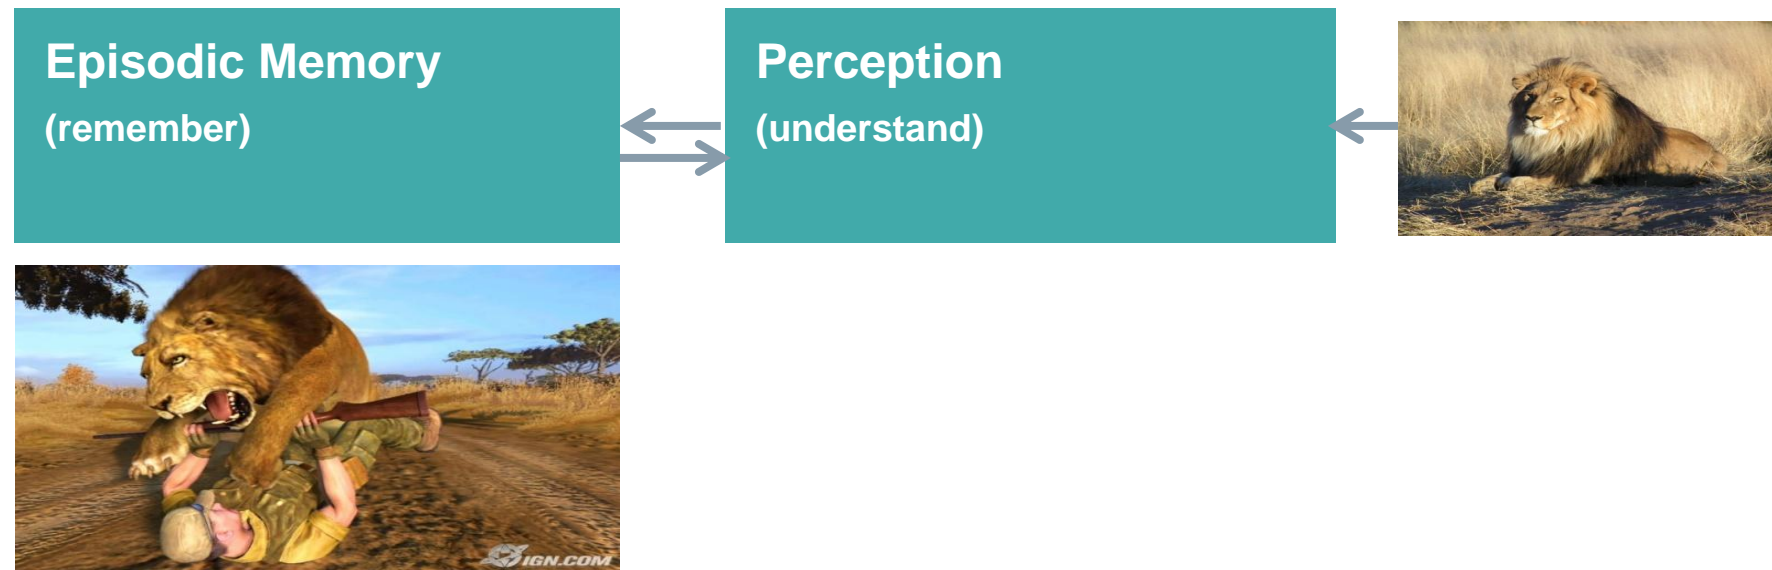 Episodic Memory
(remember)
Perception
(understand)
IGN.COM